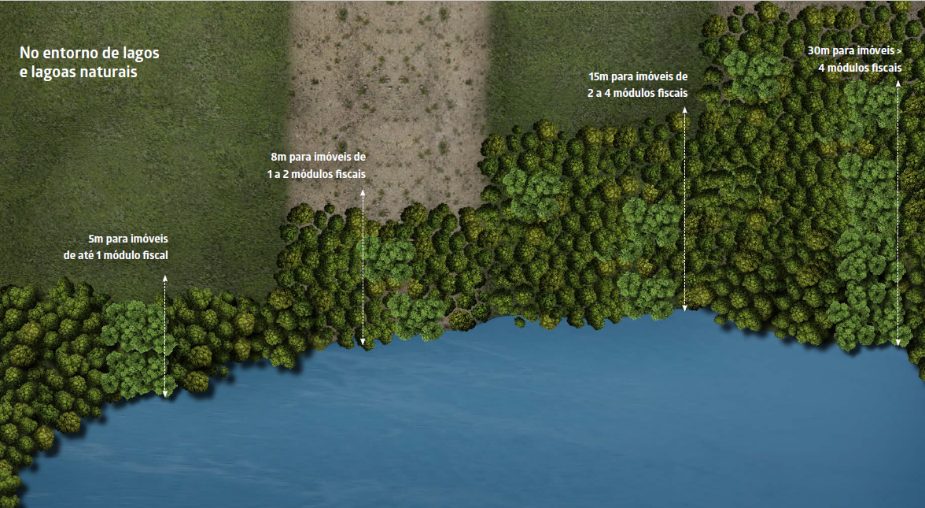 No entorno de lagos
e lagoas naturais
5m para imóveis
de até 1 módulo fiscal
8m para imóveis de
1 a 2 módulos fiscais
15m para imóveis de
2 a 4 módulos fiscais
30m para imóveis >
4 módulos fiscais